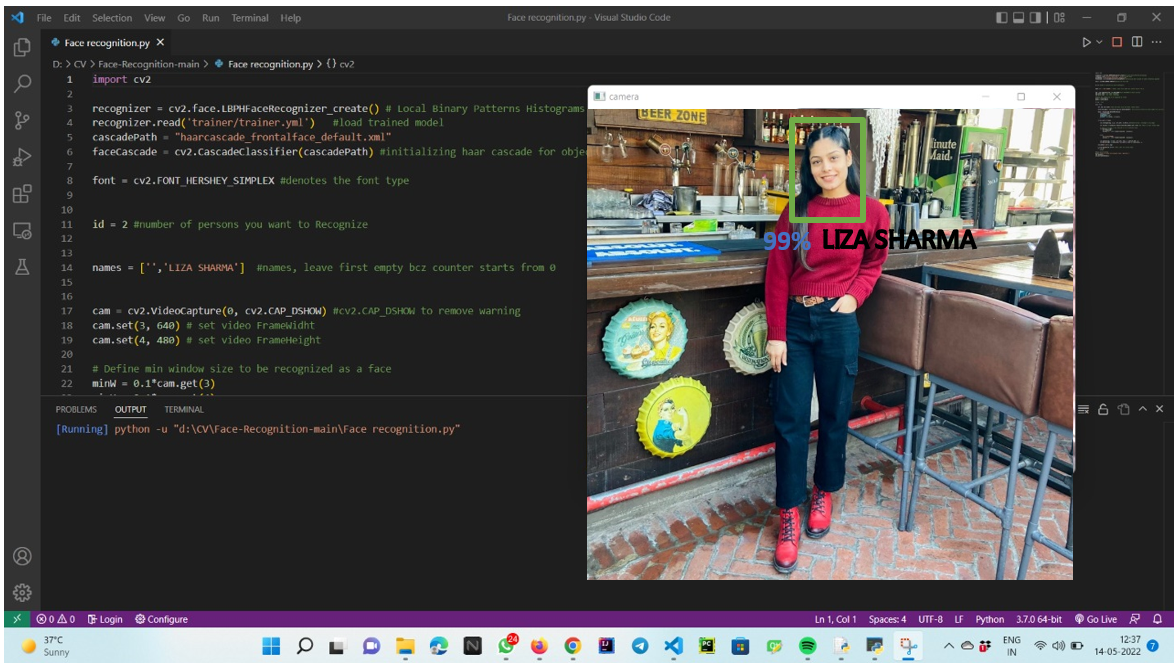 File Edit Selection View Go Run Terminal Help
Face recognition.py - Visual Studio Code
Face recognition.py
D: > CV > Face-Recognition-main > Face recognition.py > {} cv2
1 import cv2
2
3 recognizer = cv2.face.LBPHFaceRecognizer_create() # Local Binary Patterns Histograms
4 recognizer.read('trainer/trainer.yml') #load trained model
5 cascadePath = "haarcascade_frontalface_default.xml"
6 faceCascade = cv2.CascadeClassifier(cascadePath) #initializing haar cascade for obje
7
8 font = cv2.FONT_HERSHEY_SIMPLEX #denotes the font type
9
10
11 id = 2 #number of persons you want to Recognize
12
13
14 names = ['','LIZA SHARMA'] #names, leave first empty bcz counter starts from 0
15
16
17 cam = cv2.VideoCapture(0, cv2.CAP_DSHOW) #cv2.CAP_DSHOW to remove warning
18 cam.set(3, 640) # set video FrameWidht
19 cam.set(4, 480) # set video FrameHeight
20
21 # Define min window size to be recognized as a face
22 minW = 0.1*cam.get(3)
camera
BEER ZONE
Minute
Maid
99% LIZA SHARMA
ABSOLUT
PROBLEMS OUTPUT TERMINAL
[Running] python -u "d:\CV\Face-Recognition-main\Face recognition.py"
0 0 Login Configure
Ln 1, Col 1 Spaces: 4 UTF-8 LF Python 3.7.0 64-bit Go Live
37°C
Sunny
24
ENG
IN
12:37
14-05-2022
7